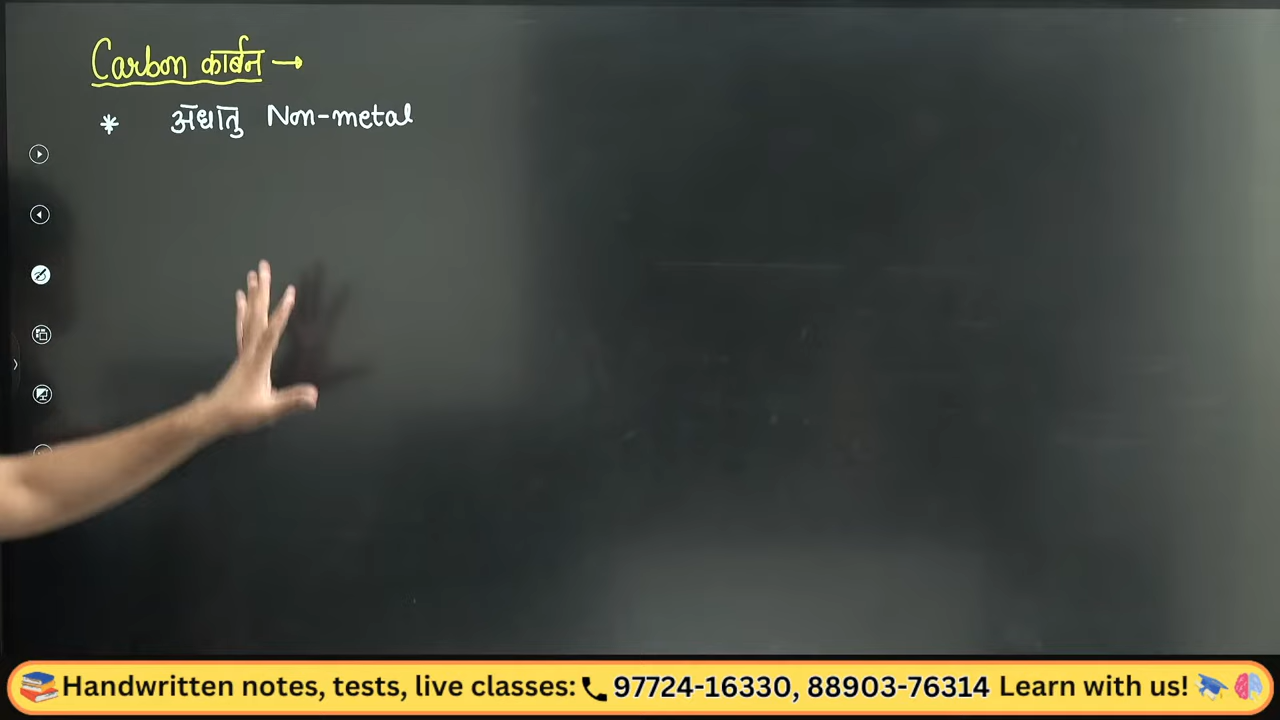 Carbon कार्बन →
* अधातु Non-metal
Handwritten notes, tests, live classes: 97724-16330, 88903-76314 Learn with us!